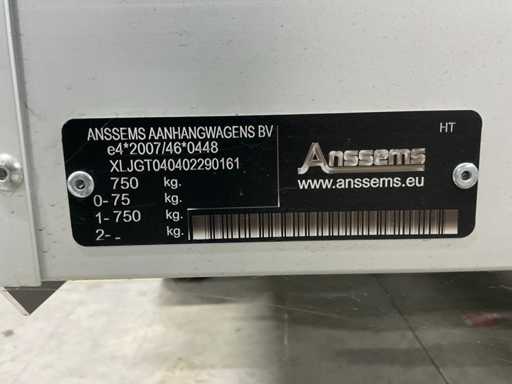 ANSSEMS AANHANGWAGENS BV
e4*2007/46*0448
XLJGT040402290161
750 kg.
0-75 kg.
1-750 kg.
2-- kg.
HT
Anssems
www.anssems.eu